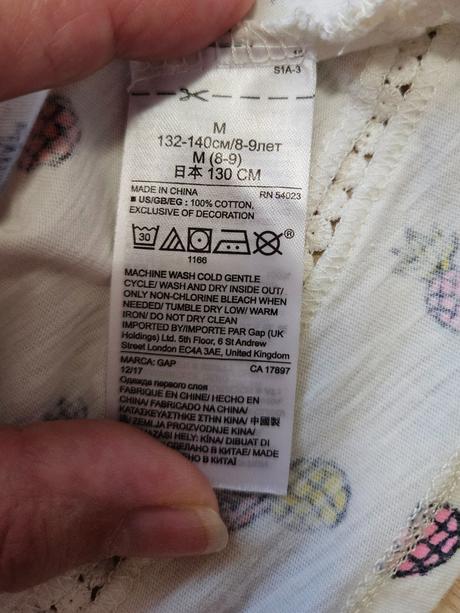 S1A-3
M
132-140см/8-9лет
M (8-9)
日本 130 CM
MADE IN CHINA RN 54023
■ US/GB/EG : 100% COTTON,
EXCLUSIVE OF DECORATION
30
®
1166
MACHINE WASH COLD GENTLE
CYCLE/ WASH AND DRY INSIDE OUT/
ONLY NON-CHLORINE BLEACH WHEN
NEEDED/ TUMBLE DRY LOW/ WARM
IRON/ DO NOT DRY CLEAN
IMPORTED BY/IMPORTE PAR Gap (UK
Holdings) Ltd. 5th Floor, 6 St Andrew
Street London EC4A 3AE, United Kingdom
MARCA: GAP CA 17897
12/17
Одежда первого слоя
FABRIQUE EN CHINE/ HECHO EN
CHINA/ FABRICADO NA CHINA/
ΚΑΤΑΣΚΕΥΑΣΤΗΚΕ ΣΤΗΝ ΚΙΝΑ/ 中國製
ZEMLJA PROIZVODNJE KINA/
HELY: KÍNA/ DIBUAT DI
СДЕЛАНО В КИТАЕ/ MADE
В КИТАЇ